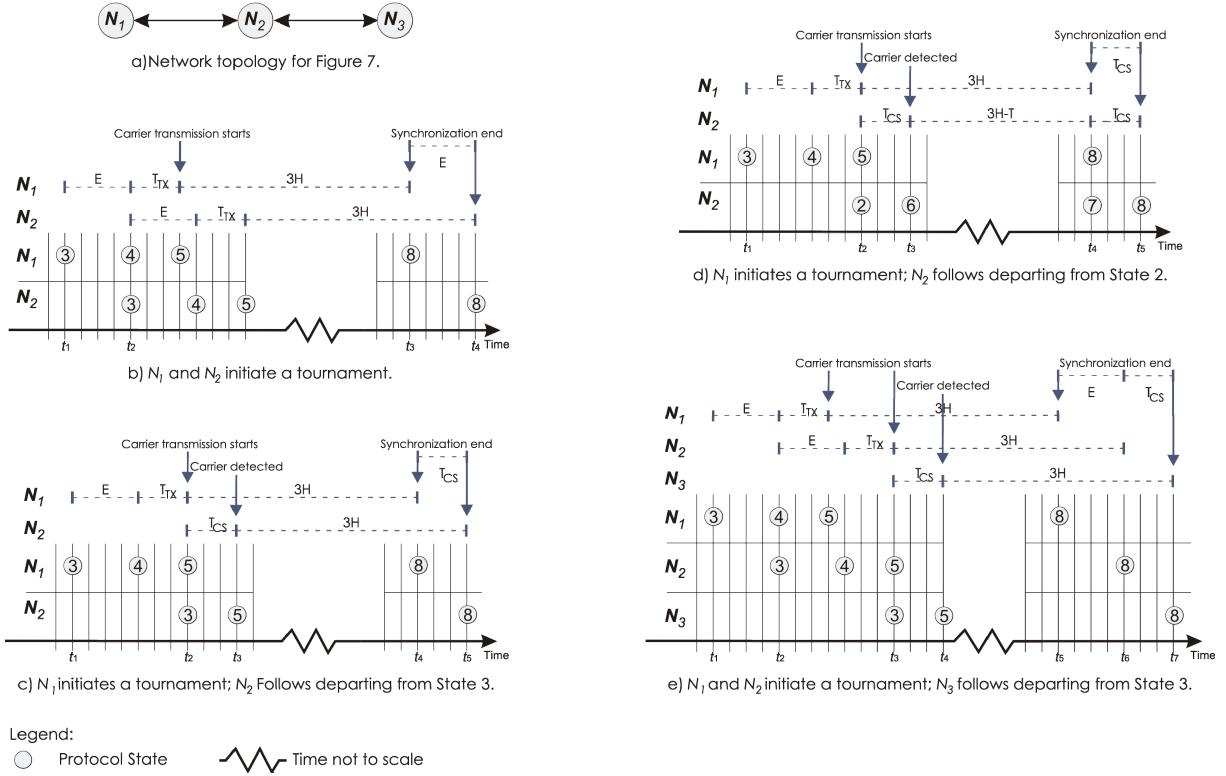 N1 N2 N3
a)Network topology for Figure 7.
Carrier transmission starts
Synchronization end
E
N1 E TTX 3H
N2 E TTX 3H
N1 3 4 5 8
N2 3 4 5 8
t1 t2 t3 t4 Time
b) N1 and N2 initiate a tournament.
Carrier transmission starts
Synchronization end
Carrier detected
TCS
N1 E TTX 3H
N2 TCS 3H
N1 3 4 5 8
N2 3 5 8
t1 t2 t3 t4 t5 Time
c) N1 initiates a tournament; N2 Follows departing from State 3.
Carrier transmission starts
Synchronization end
Carrier detected
TCS
N1 E TTX 3H
N2 TCS 3H-T TCS
N1 3 4 5 8
N2 2 6 7 8
t1 t2 t3 t4 t5 Time
d) N1 initiates a tournament; N2 follows departing from State 2.
Carrier transmission starts
Synchronization end
Carrier detected
E TCS
N1 E TTX 3H
N2 E TTX 3H
N3 TCS 3H
N1 3 4 5 8
N2 3 4 5 8
N3 3 5 8
t1 t2 t3 t4 t5 t6 t7 Time
e) N1 and N2 initiate a tournament; N3 follows departing from State 3.
Legend:
Protocol State
Time not to scale